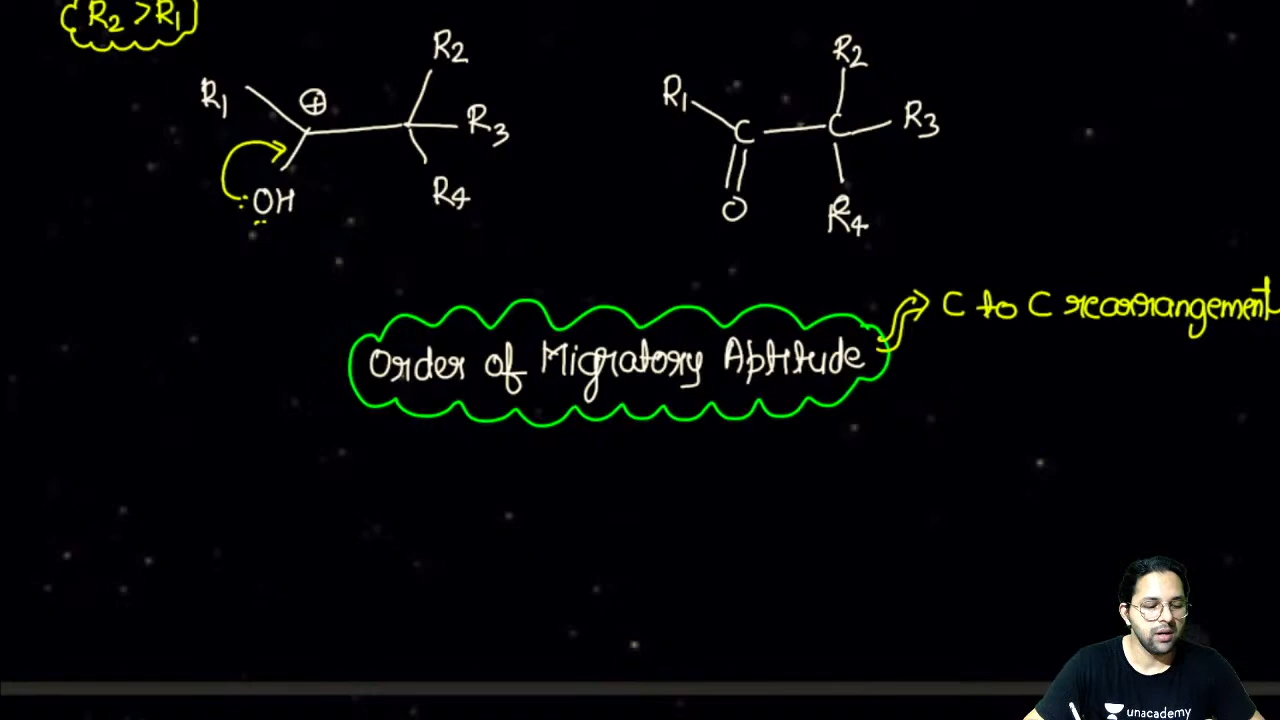 (R2 > R1)
R2
R1
⊕
R3
:OH
R4
R2
R1
C
C
R3
O
R4
C to C rearrangement
Order of Migratory Aptitude
unacademy